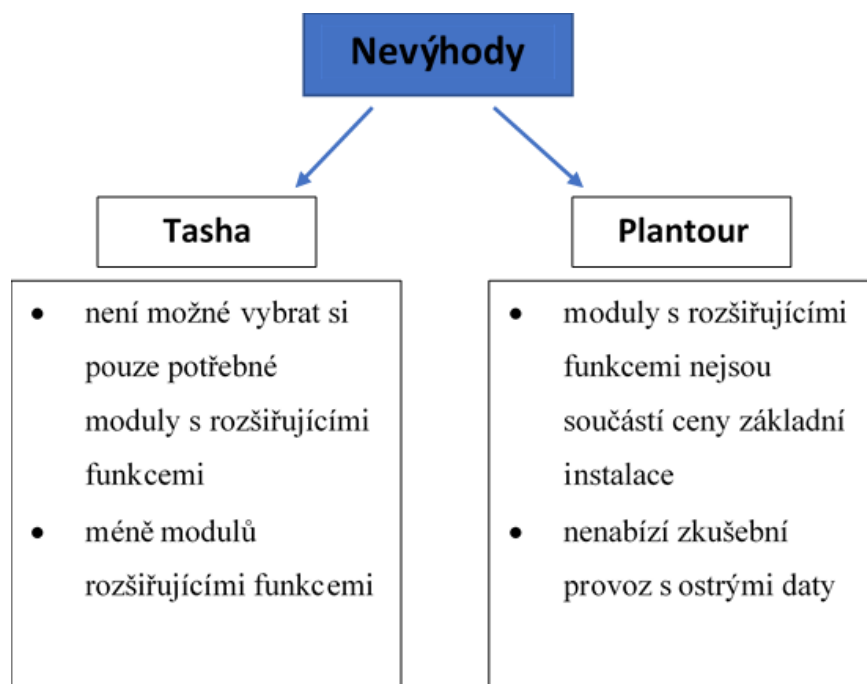 Nevýhody
Tasha
není možné vybrat si
pouze potřebné
moduly s rozšiřujícími
funkcemi
méně modulů
rozšiřujícími funkcemi
Plantour
moduly s rozšiřujícími
funkcemi nejsou
součástí ceny základní
instalace
nenabízí zkušební
provoz s ostrými daty